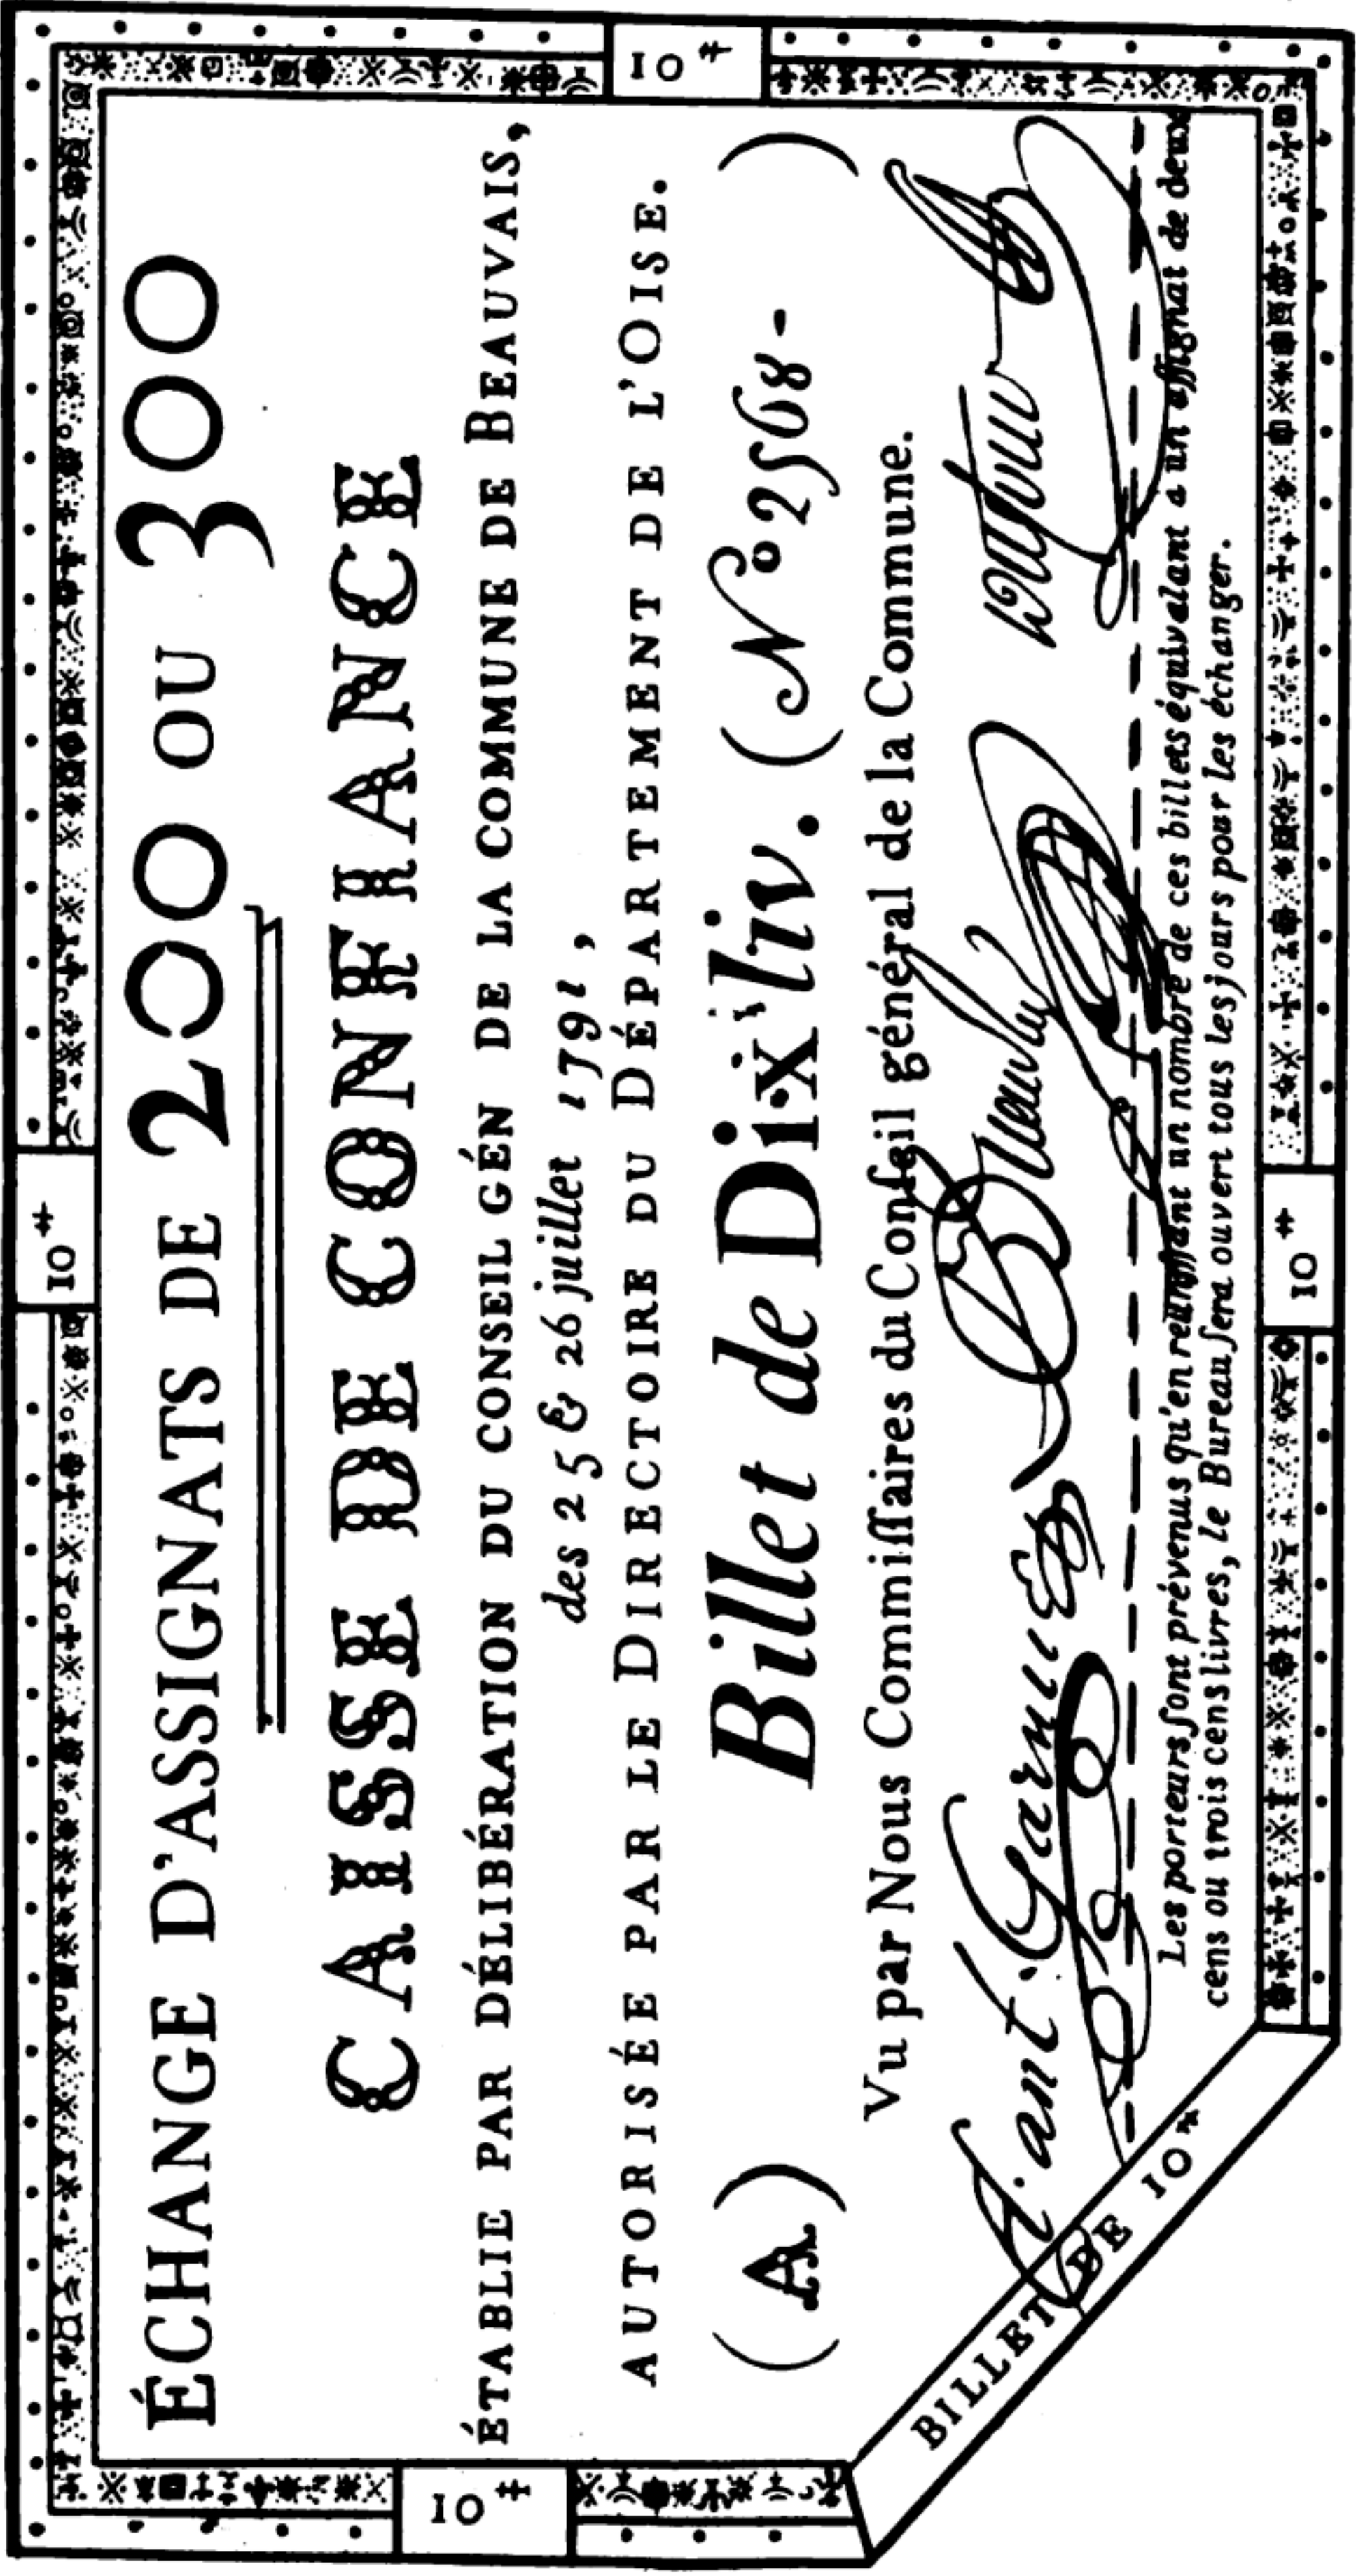 ÉCHANGE D'ASSIGNATS DE 200 OU 300
CAISSE DE CONFIANCE
ÉTABLIE PAR DÉLIBÉRATION DU CONSEIL GÉN DE LA COMMUNE DE BEAUVAIS,
des 25 & 26 juillet 1791,
AUTORISÉE PAR LE DIRECTOIRE DU DÉPARTEMENT DE L'OISE.
(A) Billet de Dix liv. (N° 2568-)
Vu par Nous Commiſſaires du Conſeil général de la Commune.
Les porteurs ſont prévenus qu'en reuniſſant un nombre de ces billets équivalant a un aſſignat de deux
cens ou trois cens livres, le Bureau ſera ouvert tous les jours pour les échanger.
BILLET DE 10 ⁂
10 ⁂
10 ⁂
10 ⁂
10 ⁂